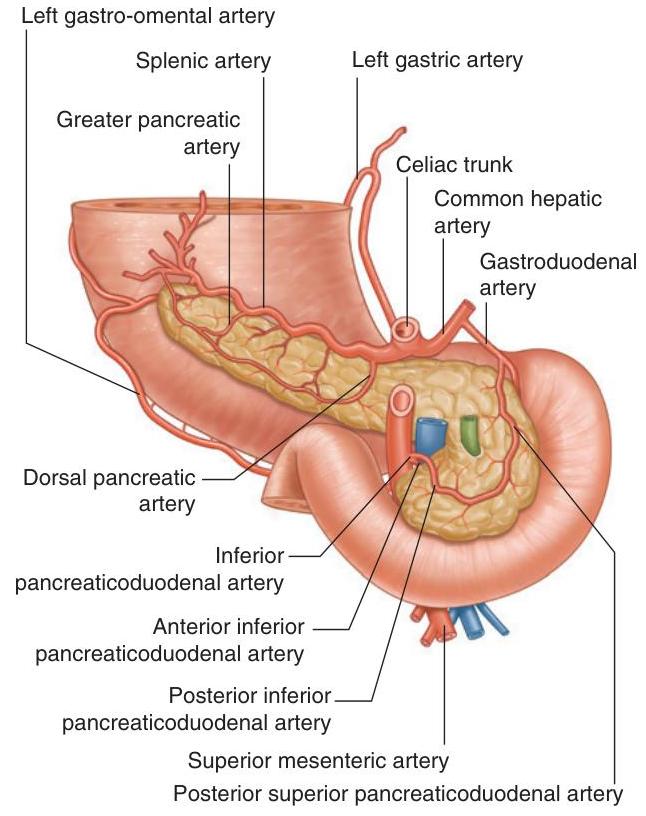 Left gastro-omental artery
Splenic artery
Left gastric artery
Greater pancreatic
artery
Celiac trunk
Common hepatic
artery
Gastroduodenal
artery
Dorsal pancreatic
artery
Inferior
pancreaticoduodenal artery
Anterior inferior
pancreaticoduodenal artery
Posterior inferior
pancreaticoduodenal artery
Superior mesenteric artery
Posterior superior pancreaticoduodenal artery